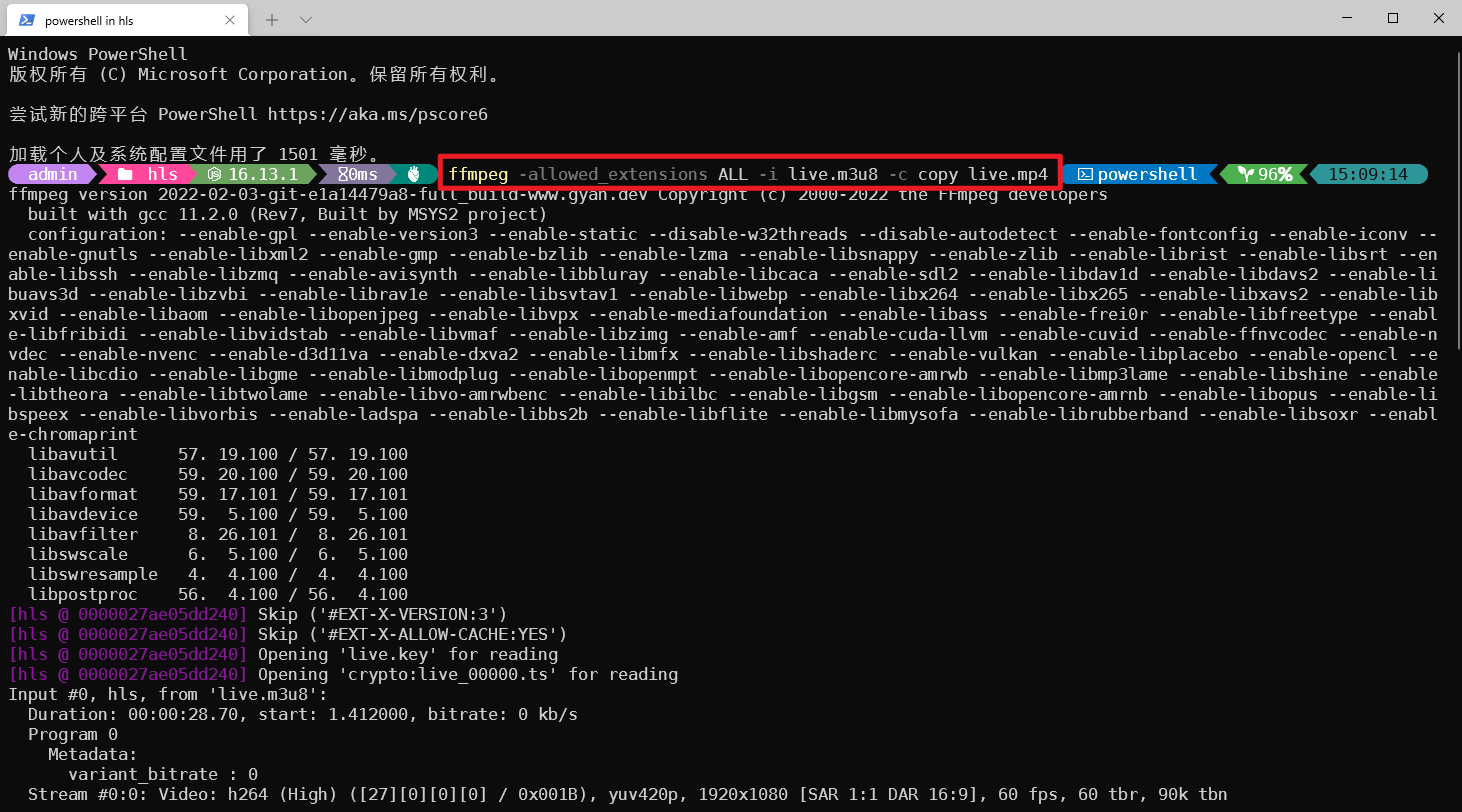 powershell in hls
Windows PowerShell
版权所有 (C) Microsoft Corporation。保留所有权利。
尝试新的跨平台 PowerShell https://aka.ms/pscore6
加载个人及系统配置文件用了 1501 毫秒。
admin hls 16.13.1 0ms ffmpeg -allowed_extensions ALL -i live.m3u8 -c copy live.mp4 powershell 96% 15:09:14
ffmpeg version 2022-02-03-git-e1a14479a8-full_build-www.gyan.dev Copyright (c) 2000-2022 the FFmpeg developers
  built with gcc 11.2.0 (Rev7, Built by MSYS2 project)
  configuration: --enable-gpl --enable-version3 --enable-static --disable-w32threads --disable-autodetect --enable-fontconfig --enable-iconv --
enable-gnutls --enable-libxml2 --enable-gmp --enable-bzlib --enable-lzma --enable-libsnappy --enable-zlib --enable-librist --enable-libsrt --en
able-libssh --enable-libzmq --enable-avisynth --enable-libbluray --enable-libcaca --enable-sdl2 --enable-libdav1d --enable-libdavs2 --enable-li
buavs3d --enable-libzvbi --enable-librav1e --enable-libsvtav1 --enable-libwebp --enable-libx264 --enable-libx265 --enable-libxavs2 --enable-lib
xvid --enable-libaom --enable-libopenjpeg --enable-libvpx --enable-mediafoundation --enable-libass --enable-frei0r --enable-libfreetype --enabl
e-libfribidi --enable-libvidstab --enable-libvmaf --enable-libzimg --enable-amf --enable-cuda-llvm --enable-cuvid --enable-ffnvcodec --enable-n
vdec --enable-nvenc --enable-d3d11va --enable-dxva2 --enable-libmfx --enable-libshaderc --enable-vulkan --enable-libplacebo --enable-opencl --e
nable-libcdio --enable-libgme --enable-libmodplug --enable-libopenmpt --enable-libopencore-amrwb --enable-libmp3lame --enable-libshine --enable
-libtheora --enable-libtwolame --enable-libvo-amrwbenc --enable-libilbc --enable-libgsm --enable-libopencore-amrnb --enable-libopus --enable-li
bspeex --enable-libvorbis --enable-ladspa --enable-libbs2b --enable-libflite --enable-libmysofa --enable-librubberband --enable-libsoxr --enabl
e-chromaprint
  libavutil      57. 19.100 / 57. 19.100
  libavcodec     59. 20.100 / 59. 20.100
  libavformat    59. 17.101 / 59. 17.101
  libavdevice    59.  5.100 / 59.  5.100
  libavfilter     8. 26.101 /  8. 26.101
  libswscale      6.  5.100 /  6.  5.100
  libswresample   4.  4.100 /  4.  4.100
  libpostproc    56.  4.100 / 56.  4.100
[hls @ 0000027ae05dd240] Skip ('#EXT-X-VERSION:3')
[hls @ 0000027ae05dd240] Skip ('#EXT-X-ALLOW-CACHE:YES')
[hls @ 0000027ae05dd240] Opening 'live.key' for reading
[hls @ 0000027ae05dd240] Opening 'crypto:live_00000.ts' for reading
Input #0, hls, from 'live.m3u8':
  Duration: 00:00:28.70, start: 1.412000, bitrate: 0 kb/s
  Program 0
    Metadata:
      variant_bitrate : 0
  Stream #0:0: Video: h264 (High) ([27][0][0][0] / 0x001B), yuv420p, 1920x1080 [SAR 1:1 DAR 16:9], 60 fps, 60 tbr, 90k tbn